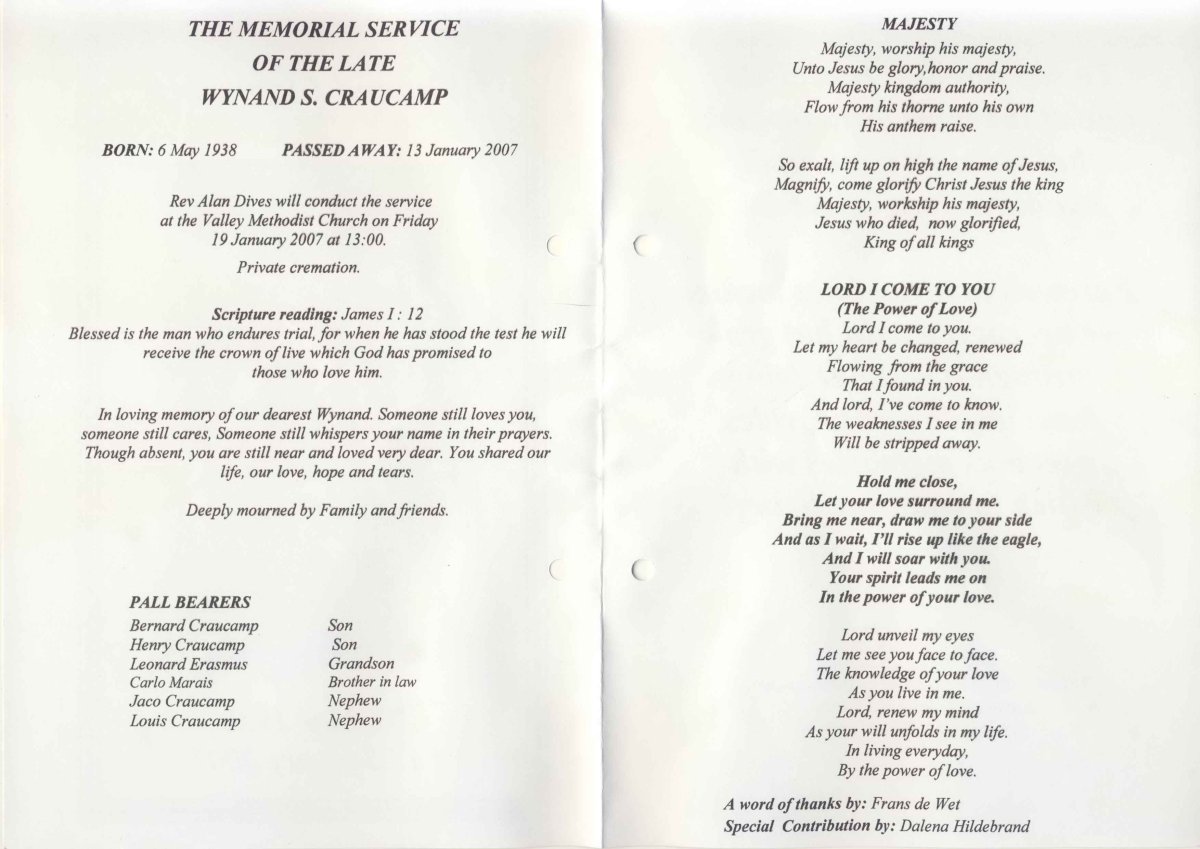 THE MEMORIAL SERVICE
OF THE LATE
WYNAND S. CRAUCAMP
BORN: 6 May 1938 PASSED AWAY: 13 January 2007
Rev Alan Dives will conduct the service
at the Valley Methodist Church on Friday
19 January 2007 at 13:00.
Private cremation.
Scripture reading: James I : 12
Blessed is the man who endures trial, for when he has stood the test he will
receive the crown of live which God has promised to
those who love him.
In loving memory of our dearest Wynand. Someone still loves you,
someone still cares, Someone still whispers your name in their prayers.
Though absent, you are still near and loved very dear. You shared our
life, our love, hope and tears.
Deeply mourned by Family and friends.
PALL BEARERS
Bernard Craucamp Son
Henry Craucamp Son
Leonard Erasmus Grandson
Carlo Marais Brother in law
Jaco Craucamp Nephew
Louis Craucamp Nephew
MAJESTY
Majesty, worship his majesty,
Unto Jesus be glory,honor and praise.
Majesty kingdom authority,
Flow from his thorne unto his own
His anthem raise.
So exalt, lift up on high the name of Jesus,
Magnify, come glorify Christ Jesus the king
Majesty, workship his majesty,
Jesus who died, now glorified,
King of all kings
LORD I COME TO YOU
(The Power of Love)
Lord I come to you.
Let my heart be changed, renewed
Flowing from the grace
That I found in you.
And lord, I've come to know.
The weaknesses I see in me
Will be stripped away.
Hold me close,
Let your love surround me.
Bring me near, draw me to your side
And as I wait, I'll rise up like the eagle,
And I will soar with you.
Your spirit leads me on
In the power of your love.
Lord unveil my eyes
Let me see you face to face.
The knowledge of your love
As you live in me.
Lord, renew my mind
As your will unfolds in my life.
In living everyday,
By the power of love.
A word of thanks by: Frans de Wet
Special Contribution by: Dalena Hildebrand